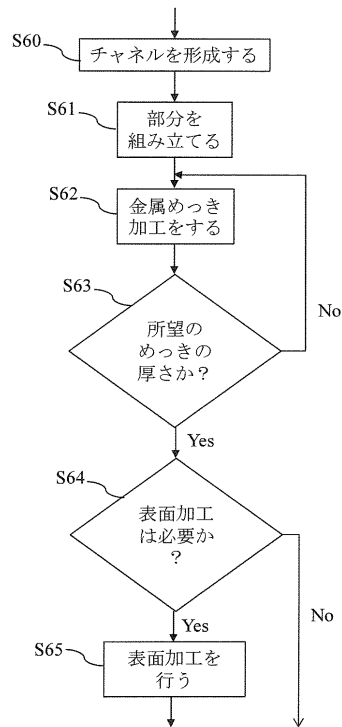 S60
チャネルを形成する
S61
部分を
組み立てる
S62
金属めっき
加工をする
S63
所望の
めっきの
厚さか？
No
Yes
S64
表面加工
は必要か
？
No
Yes
S65
表面加工を
行う